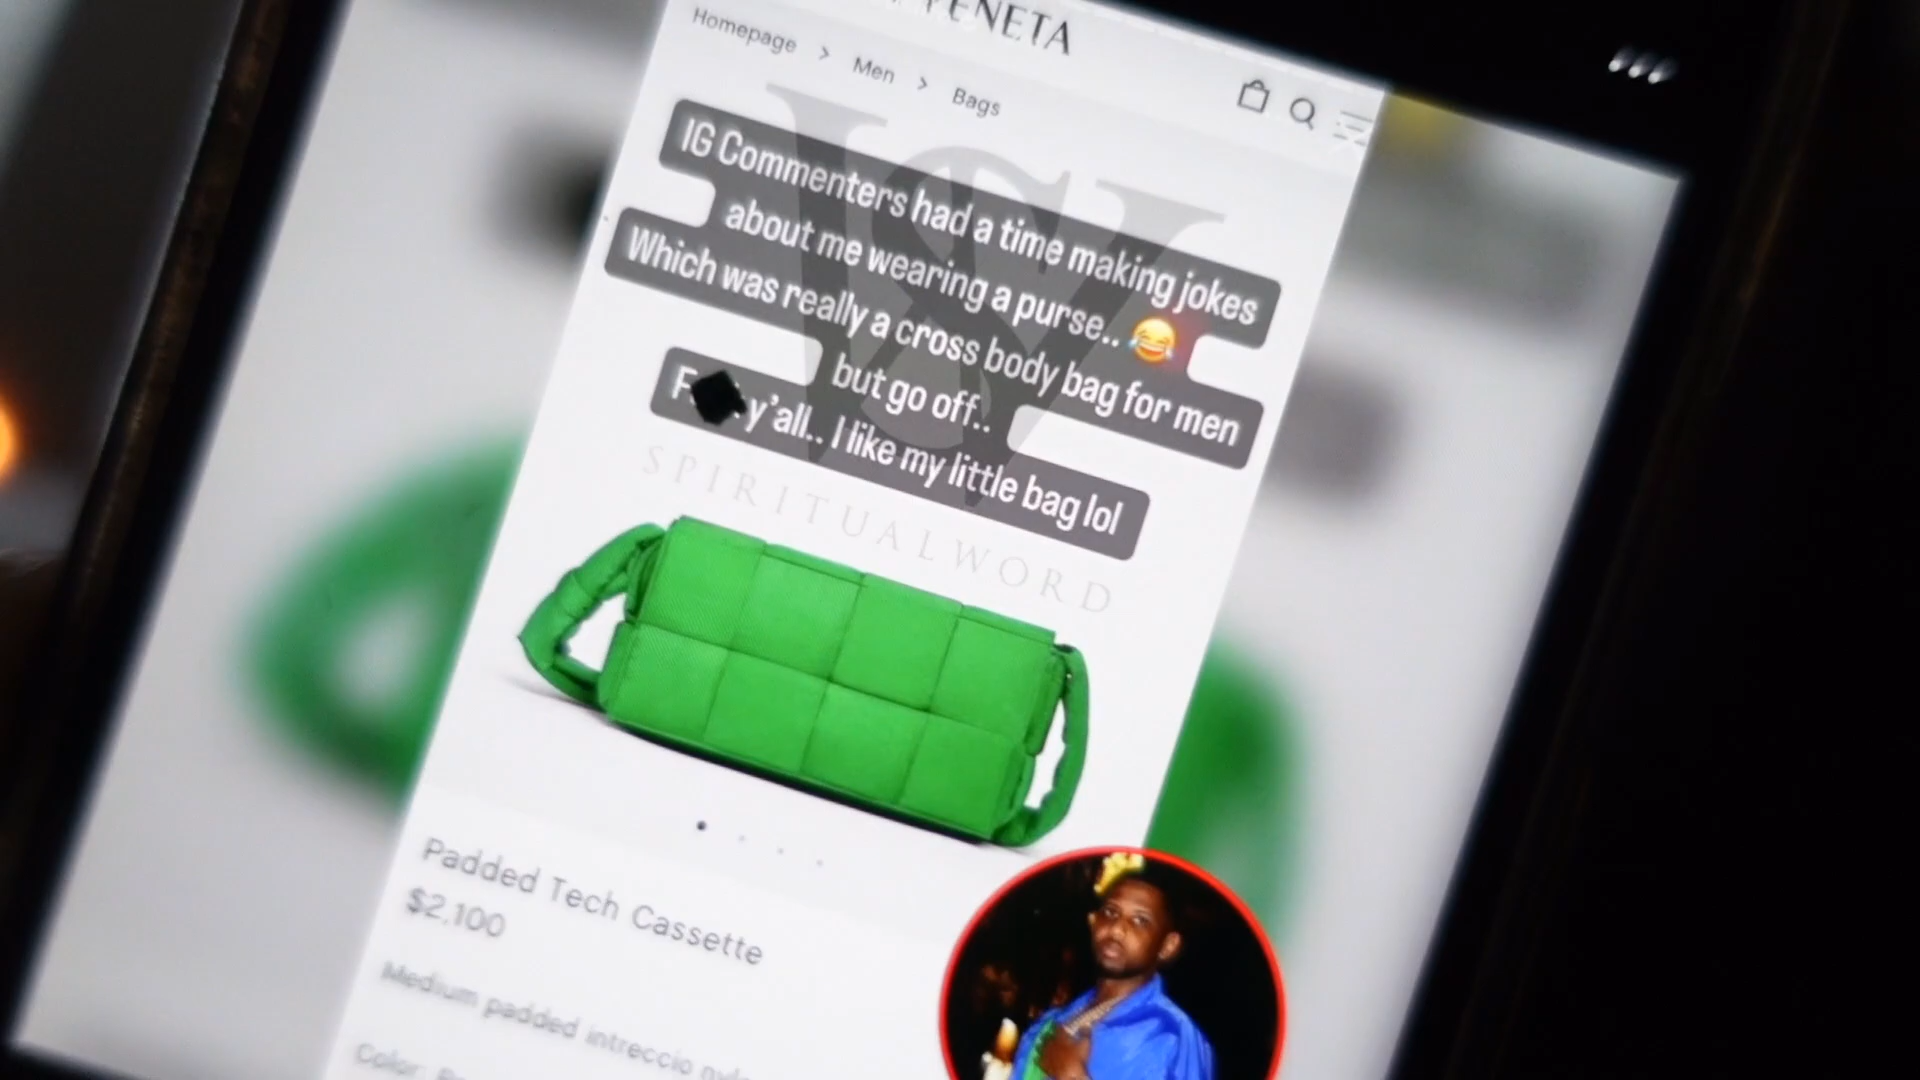 Homepage > Men > Bags
IG Commenters had a time making jokes
about me wearing a purse.. 😂
Which was really a cross body bag for men
but go off..
y'all.. I like my little bag lol
SPIRITUALWORD
Padded Tech Cassette
$2,100
Medium padded intreccio
Color: